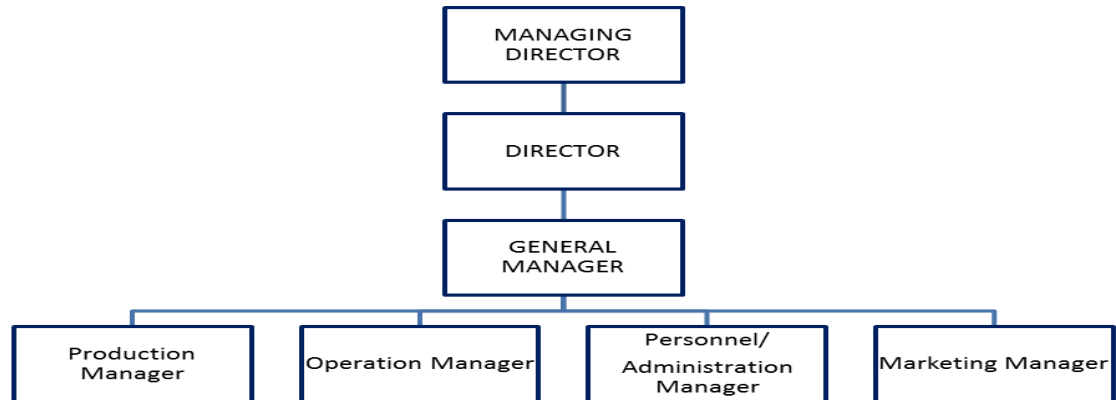 MANAGING
DIRECTOR
DIRECTOR
GENERAL
MANAGER
Production
Manager
Operation Manager
Personnel/
Administration
Manager
Marketing Manager